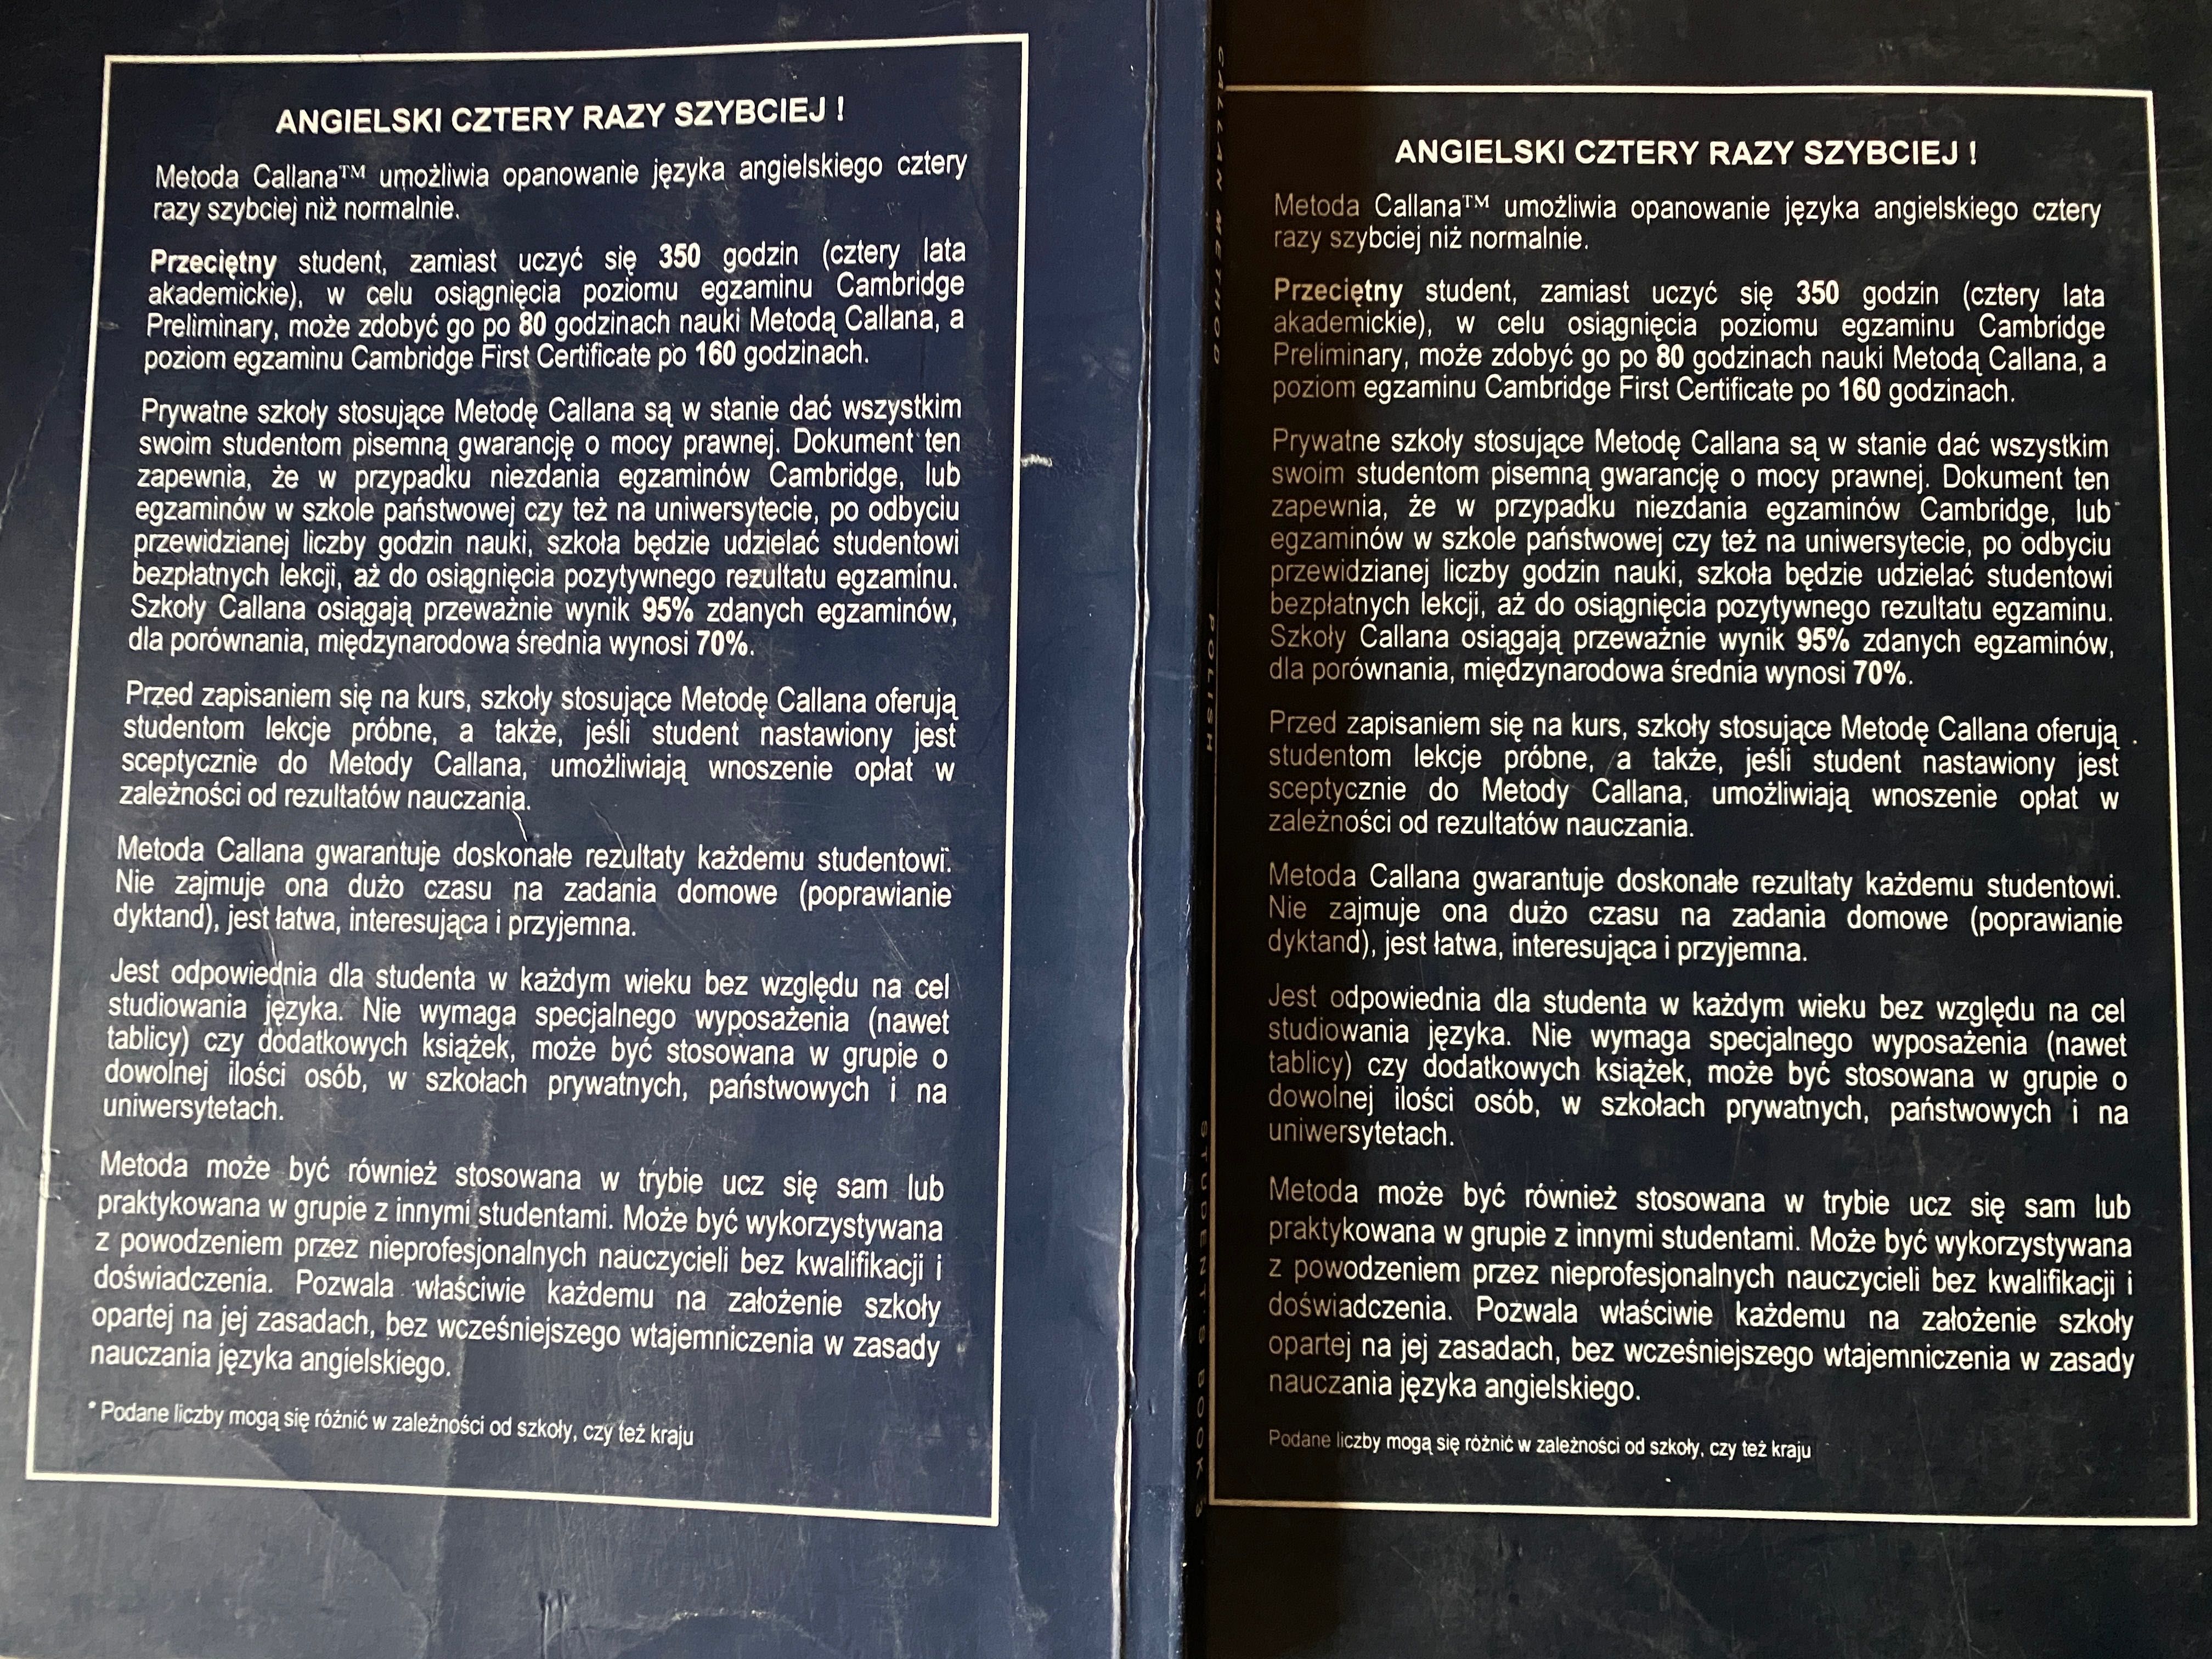 ANGIELSKI CZTERY RAZY SZYBCIEJ !
Metoda Callana™ umożliwia opanowanie języka angielskiego cztery
razy szybciej niż normalnie.
Przeciętny student, zamiast uczyć się 350 godzin (cztery lata
akademickie), w celu osiągnięcia poziomu egzaminu Cambridge
Preliminary, może zdobyć go po 80 godzinach nauki Metodą Callana, a
poziom egzaminu Cambridge First Certificate po 160 godzinach.
Prywatne szkoły stosujące Metodę Callana są w stanie dać wszystkim
swoim studentom pisemną gwarancję o mocy prawnej. Dokument ten
zapewnia, że w przypadku niezdania egzaminów Cambridge, lub
egzaminów w szkole państwowej czy też na uniwersytecie, po odbyciu
przewidzianej liczby godzin nauki, szkoła będzie udzielać studentowi
bezpłatnych lekcji, aż do osiągnięcia pozytywnego rezultatu egzaminu.
Szkoły Callana osiągają przeważnie wynik 95% zdanych egzaminów,
dla porównania, międzynarodowa średnia wynosi 70%.
Przed zapisaniem się na kurs, szkoły stosujące Metodę Callana oferują
studentom lekcje próbne, a także, jeśli student nastawiony jest
sceptycznie do Metody Callana, umożliwiają wnoszenie opłat w
zależności od rezultatów nauczania.
Metoda Callana gwarantuje doskonałe rezultaty każdemu studentowi.
Nie zajmuje ona dużo czasu na zadania domowe (poprawianie
dyktand), jest łatwa, interesująca i przyjemna.
Jest odpowiednia dla studenta w każdym wieku bez względu na cel
studiowania języka. Nie wymaga specjalnego wyposażenia (nawet
tablicy) czy dodatkowych książek, może być stosowana w grupie o
dowolnej ilości osób, w szkołach prywatnych, państwowych i na
uniwersytetach.
Metoda może być również stosowana w trybie ucz się sam lub
praktykowana w grupie z innymi studentami. Może być wykorzystywana
z powodzeniem przez nieprofesjonalnych nauczycieli bez kwalifikacji i
doświadczenia. Pozwala właściwie każdemu na założenie szkoły
opartej na jej zasadach, bez wcześniejszego wtajemniczenia w zasady
nauczania języka angielskiego.
* Podane liczby mogą się różnić w zależności od szkoły, czy też kraju
CALLAN METHOD POLISH STUDENT'S BOOK 5
ANGIELSKI CZTERY RAZY SZYBCIEJ !
Metoda Callana™ umożliwia opanowanie języka angielskiego cztery
razy szybciej niż normalnie.
Przeciętny student, zamiast uczyć się 350 godzin (cztery lata
akademickie), w celu osiągnięcia poziomu egzaminu Cambridge
Preliminary, może zdobyć go po 80 godzinach nauki Metodą Callana, a
poziom egzaminu Cambridge First Certificate po 160 godzinach.
Prywatne szkoły stosujące Metodę Callana są w stanie dać wszystkim
swoim studentom pisemną gwarancję o mocy prawnej. Dokument ten
zapewnia, że w przypadku niezdania egzaminów Cambridge, lub
egzaminów w szkole państwowej czy też na uniwersytecie, po odbyciu
przewidzianej liczby godzin nauki, szkoła będzie udzielać studentowi
bezpłatnych lekcji, aż do osiągnięcia pozytywnego rezultatu egzaminu.
Szkoły Callana osiągają przeważnie wynik 95% zdanych egzaminów,
dla porównania, międzynarodowa średnia wynosi 70%.
Przed zapisaniem się na kurs, szkoły stosujące Metodę Callana oferują
studentom lekcje próbne, a także, jeśli student nastawiony jest
sceptycznie do Metody Callana, umożliwiają wnoszenie opłat w
zależności od rezultatów nauczania.
Metoda Callana gwarantuje doskonałe rezultaty każdemu studentowi.
Nie zajmuje ona dużo czasu na zadania domowe (poprawianie
dyktand), jest łatwa, interesująca i przyjemna.
Jest odpowiednia dla studenta w każdym wieku bez względu na cel
studiowania języka. Nie wymaga specjalnego wyposażenia (nawet
tablicy) czy dodatkowych książek, może być stosowana w grupie o
dowolnej ilości osób, w szkołach prywatnych, państwowych i na
uniwersytetach.
Metoda może być również stosowana w trybie ucz się sam lub
praktykowana w grupie z innymi studentami. Może być wykorzystywana
z powodzeniem przez nieprofesjonalnych nauczycieli bez kwalifikacji i
doświadczenia. Pozwala właściwie każdemu na założenie szkoły
opartej na jej zasadach, bez wcześniejszego wtajemniczenia w zasady
nauczania języka angielskiego.
Podane liczby mogą się różnić w zależności od szkoły, czy też kraju